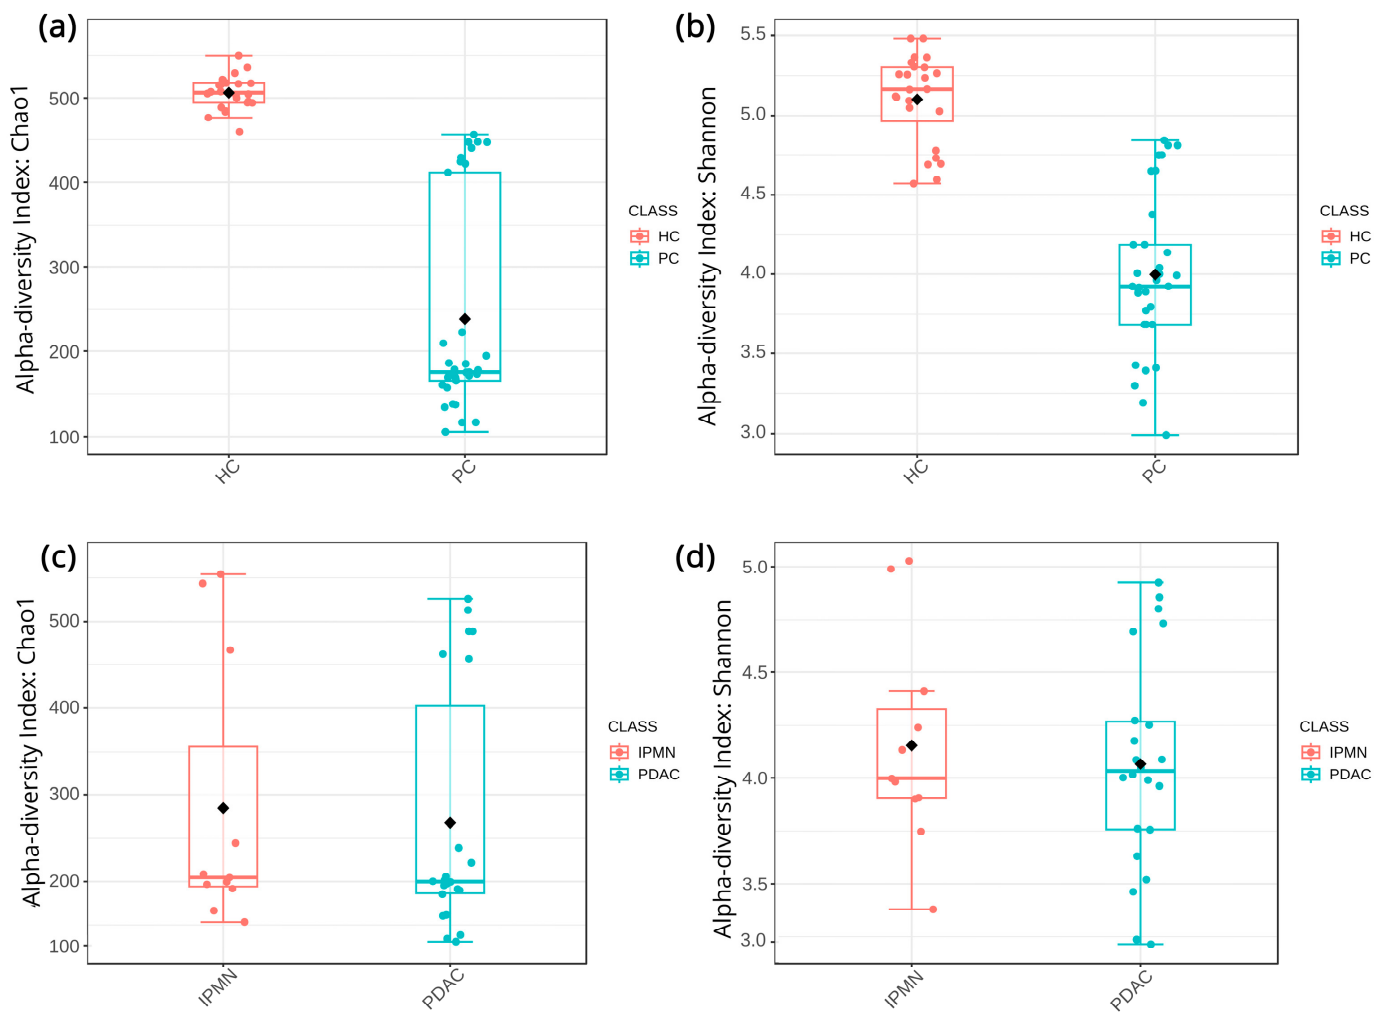 (a)
Alpha-diversity Index: Chao1
500
400
300
200
100
HC
PC
CLASS
HC
PC
(b)
Alpha-diversity Index: Shannon
5.5
5.0
4.5
4.0
3.5
3.0
HC
PC
CLASS
HC
PC
(c)
Alpha-diversity Index: Chao1
500
400
300
200
100
IPMN
PDAC
CLASS
IPMN
PDAC
(d)
Alpha-diversity Index: Shannon
5.0
4.5
4.0
3.5
3.0
IPMN
PDAC
CLASS
IPMN
PDAC